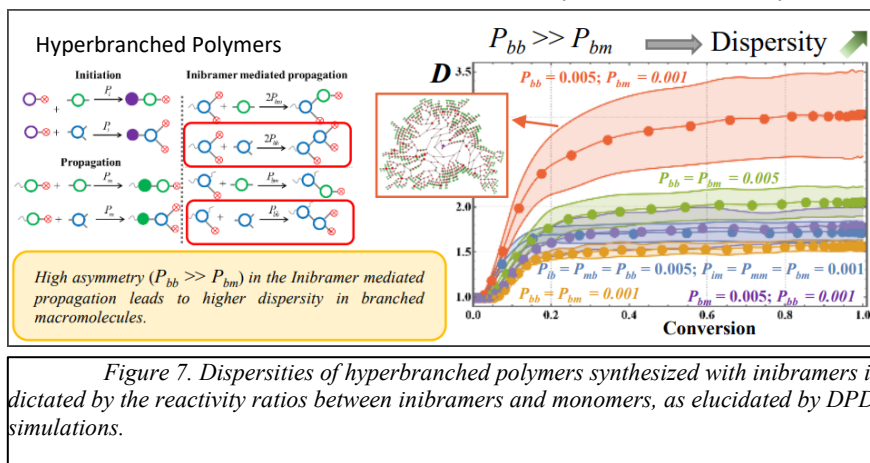 Hyperbranched Polymers
Initiation
P_i
P_i
Propagation
P_m
P_m
Inibramer mediated propagation
2P_bm
2P_bb
P_bm
P_bb
High asymmetry (P_bb >> P_bm) in the Inibramer mediated
propagation leads to higher dispersity in branched
macromolecules.
P_bb >> P_bm
Dispersity
D
3.5
2.0
1.5
1.0
P_bb = 0.005; P_bm = 0.001
P_bb = P_bm = 0.005
P_ib = P_mb = P_bb = 0.005; P_im = P_mm = P_bm = 0.001
P_bb = P_bm = 0.001
P_bm = 0.005; P_bb = 0.001
0.0 0.2 0.4 0.6 0.8 1.0
Conversion
Figure 7. Dispersities of hyperbranched polymers synthesized with inibramers i
dictated by the reactivity ratios between inibramers and monomers, as elucidated by DPD
simulations.